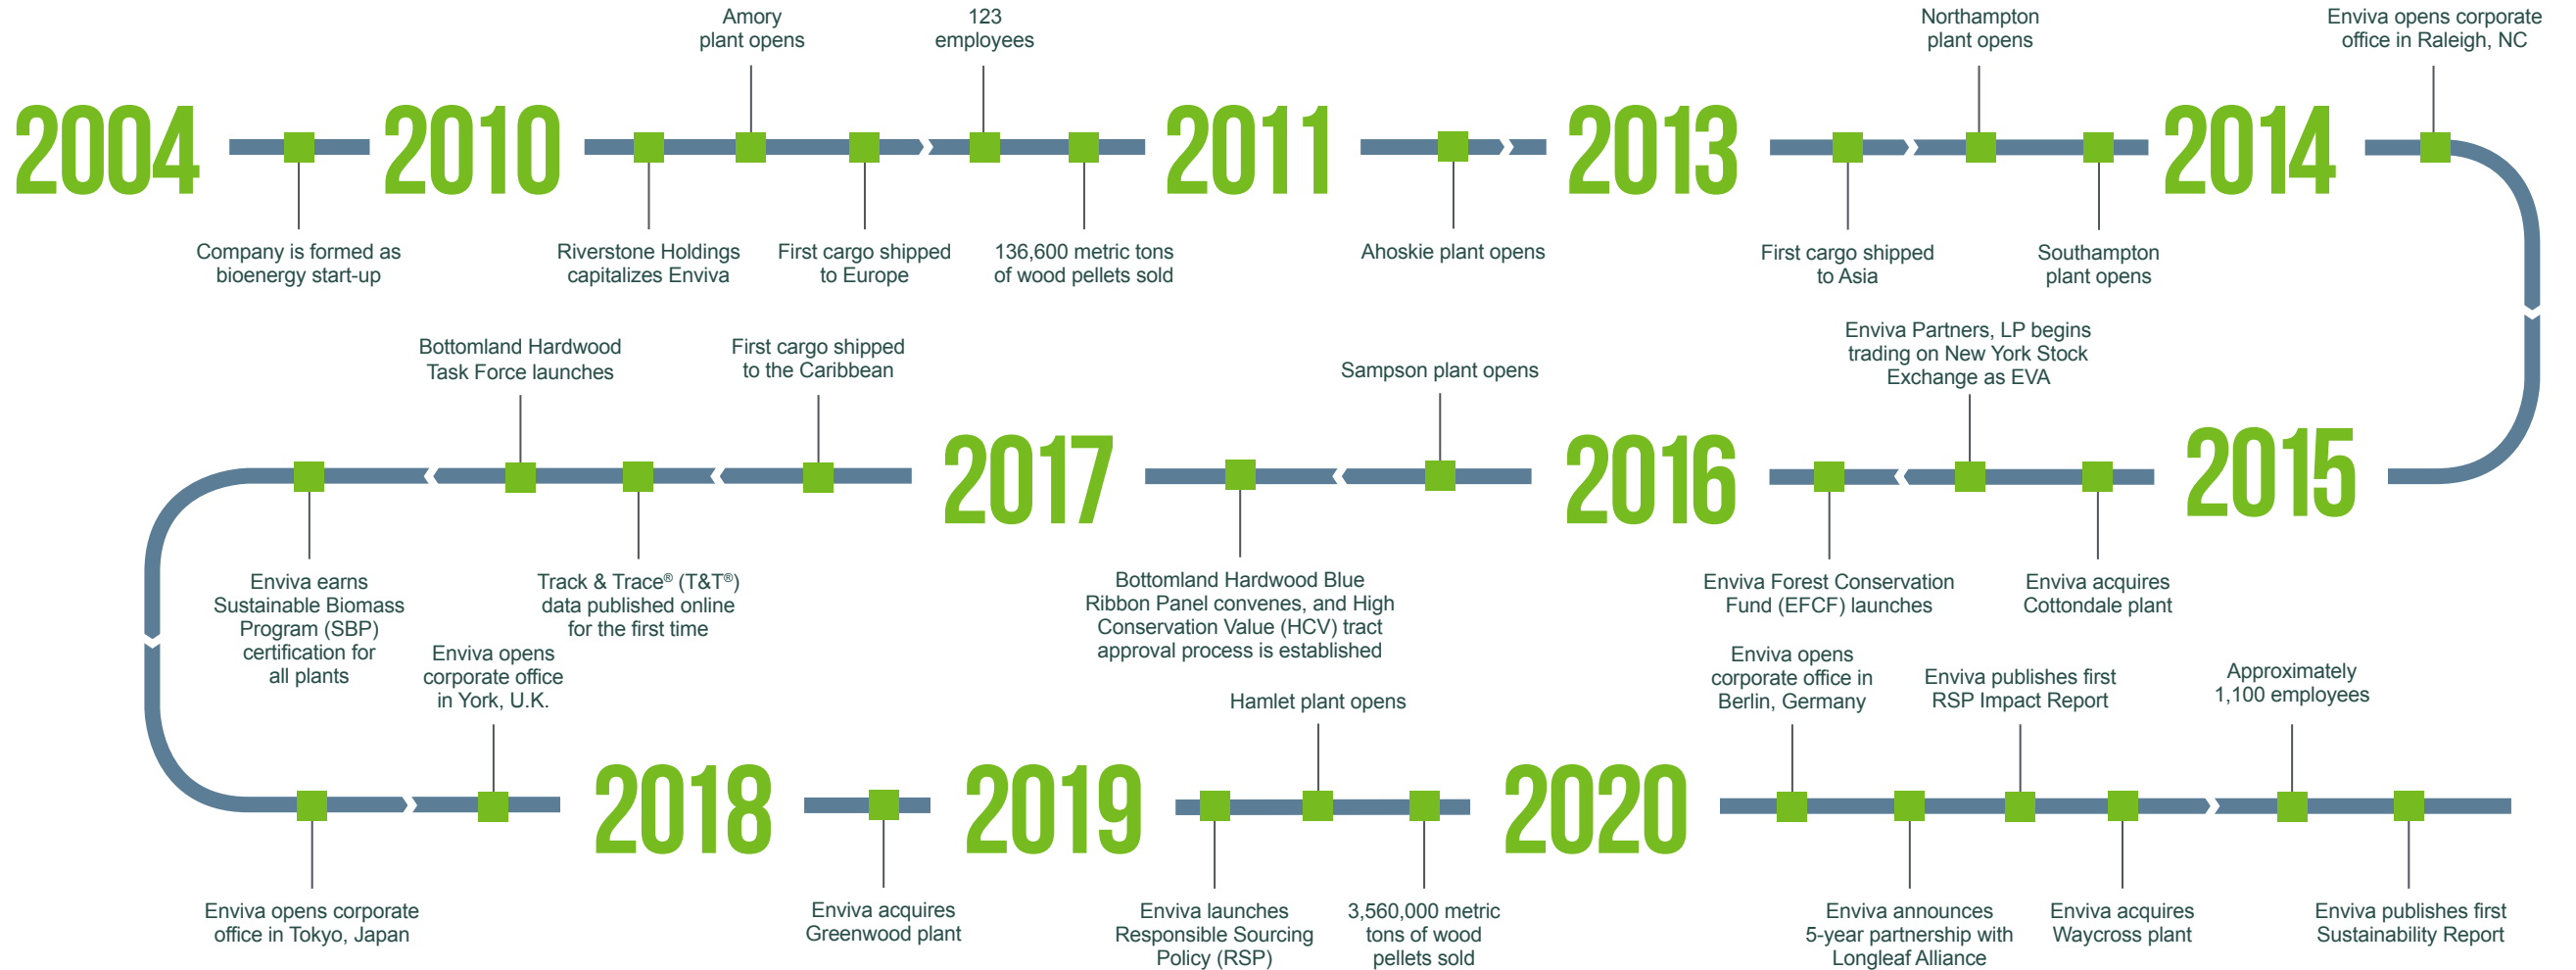 2004
Company is formed as
bioenergy start-up
2010
Riverstone Holdings
capitalizes Enviva
Amory
plant opens
First cargo shipped
to Europe
123
employees
136,600 metric tons
of wood pellets sold
2011
Ahoskie plant opens
2013
First cargo shipped
to Asia
Northampton
plant opens
Southampton
plant opens
2014
Enviva opens corporate
office in Raleigh, NC
2015
Enviva acquires
Cottondale plant
Enviva Partners, LP begins
trading on New York Stock
Exchange as EVA
Enviva Forest Conservation
Fund (EFCF) launches
2016
Sampson plant opens
Bottomland Hardwood Blue
Ribbon Panel convenes, and High
Conservation Value (HCV) tract
approval process is established
2017
First cargo shipped
to the Caribbean
Track & Trace® (T&T®)
data published online
for the first time
Bottomland Hardwood
Task Force launches
Enviva earns
Sustainable Biomass
Program (SBP)
certification for
all plants
Enviva opens corporate
office in Tokyo, Japan
Enviva opens
corporate office
in York, U.K.
2018
Enviva acquires
Greenwood plant
2019
Enviva launches
Responsible Sourcing
Policy (RSP)
Hamlet plant opens
3,560,000 metric
tons of wood
pellets sold
2020
Enviva opens
corporate office in
Berlin, Germany
Enviva announces
5-year partnership with
Longleaf Alliance
Enviva publishes first
RSP Impact Report
Enviva acquires
Waycross plant
Approximately
1,100 employees
Enviva publishes first
Sustainability Report